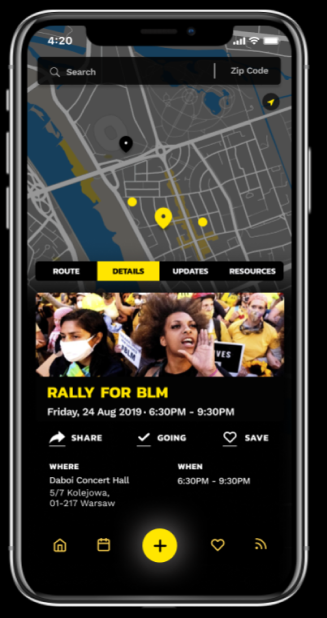 4:20
Search
Zip Code
ROUTE
DETAILS
UPDATES
RESOURCES
BLM
VES
RALLY FOR BLM
Friday, 24 Aug 2019 · 6:30PM - 9:30PM
SHARE
GOING
SAVE
WHERE
WHEN
Daboi Concert Hall
6:30PM - 9:30PM
5/7 Kolejowa,
01-217 Warsaw